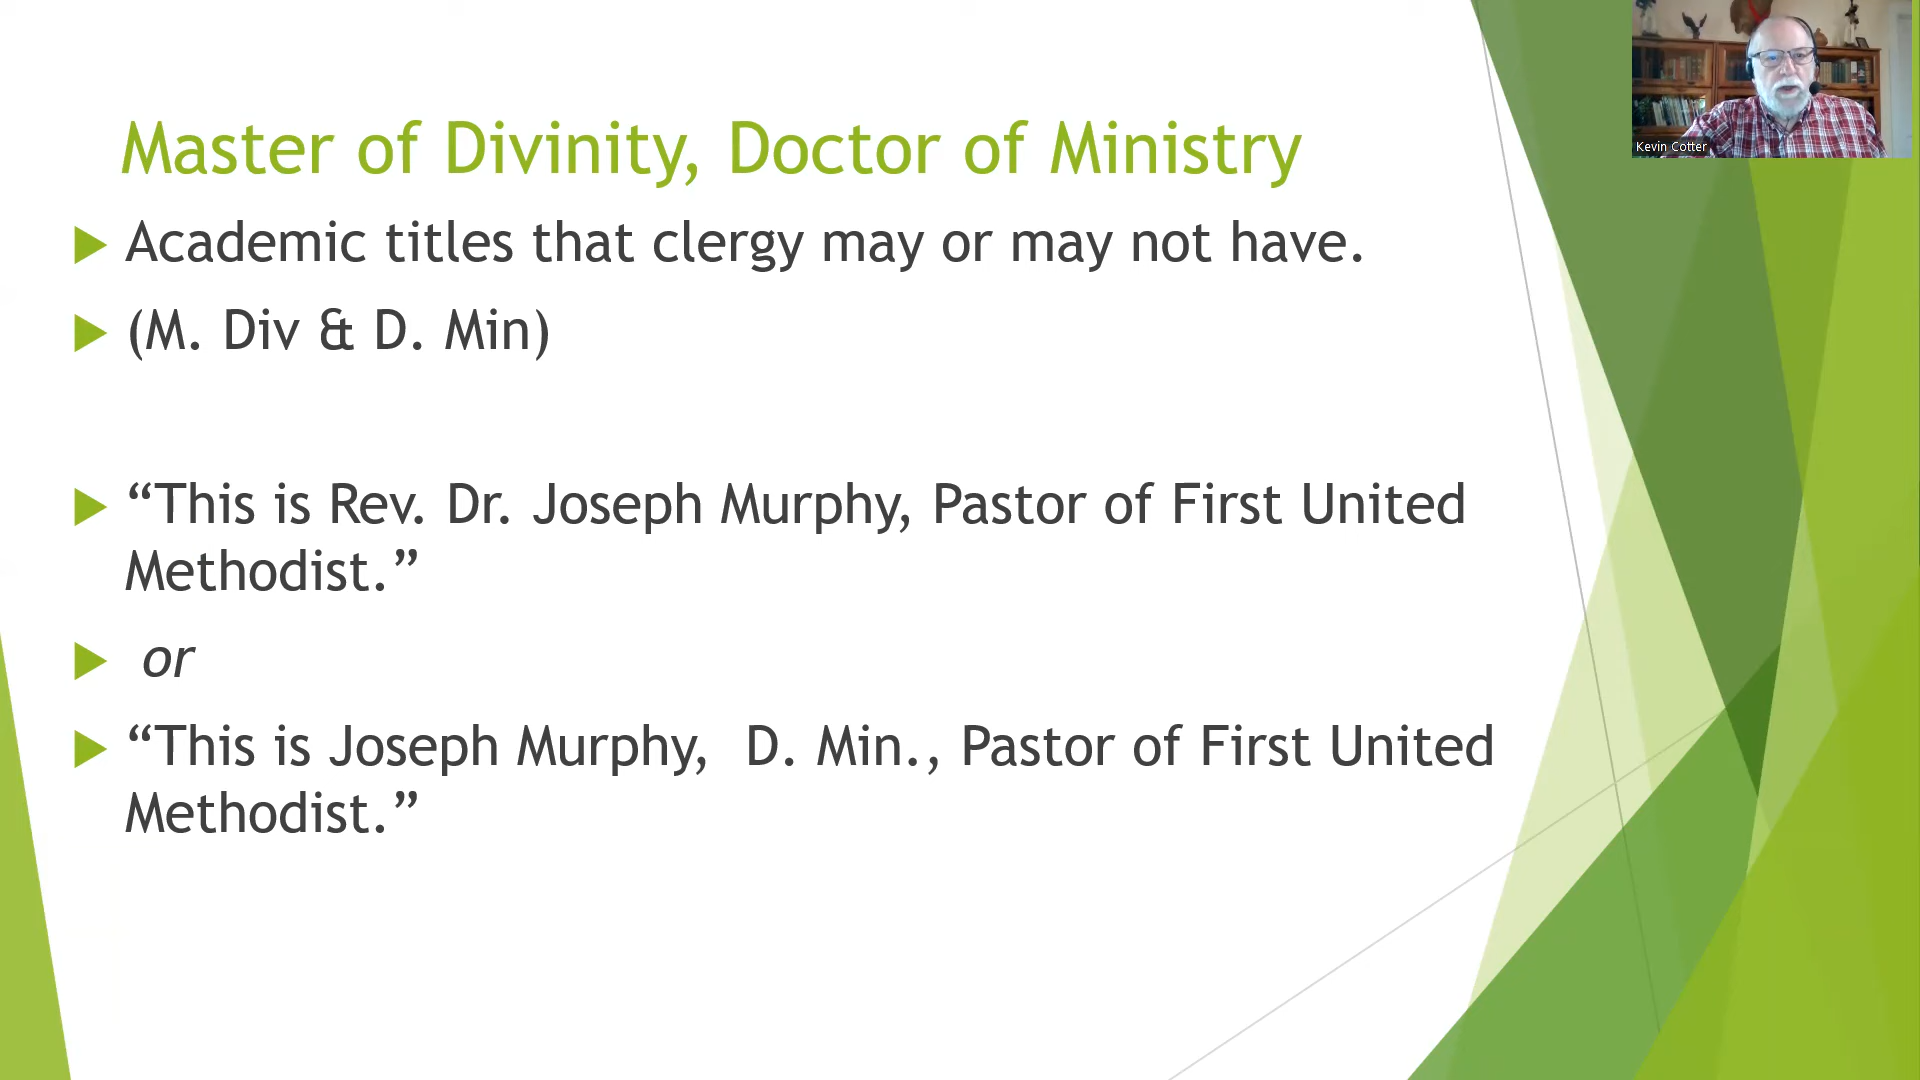 Kevin Cotter
Master of Divinity, Doctor of Ministry
Academic titles that clergy may or may not have.
(M. Div & D. Min)
“This is Rev. Dr. Joseph Murphy, Pastor of First United
Methodist.”
or
“This is Joseph Murphy,  D. Min., Pastor of First United
Methodist.”